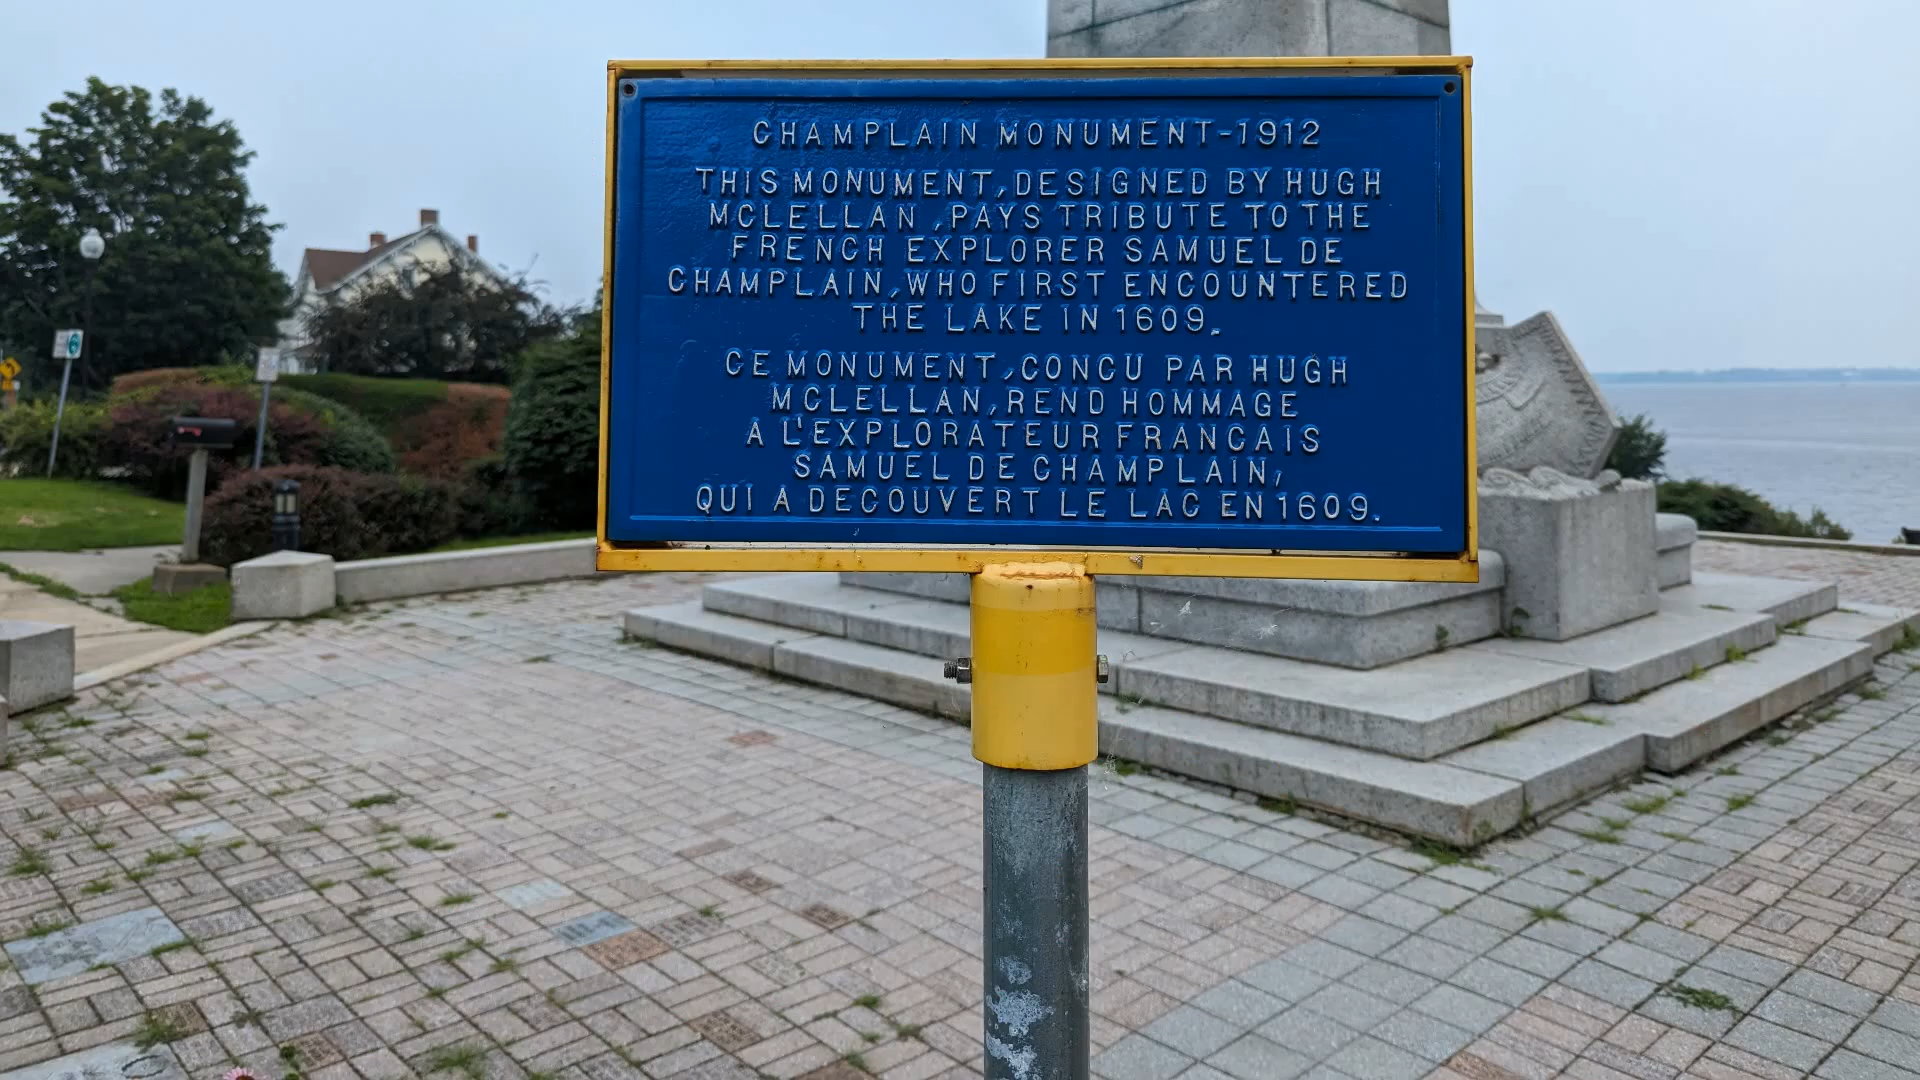 CHAMPLAIN MONUMENT-1912
THIS MONUMENT, DESIGNED BY HUGH
MCLELLAN, PAYS TRIBUTE TO THE
FRENCH EXPLORER SAMUEL DE
CHAMPLAIN, WHO FIRST ENCOUNTERED
THE LAKE IN 1609.
CE MONUMENT, CONCU PAR HUGH
MCLELLAN, REND HOMMAGE
A L'EXPLORATEUR FRANCAIS
SAMUEL DE CHAMPLAIN,
QUI A DECOUVERT LE LAC EN 1609.